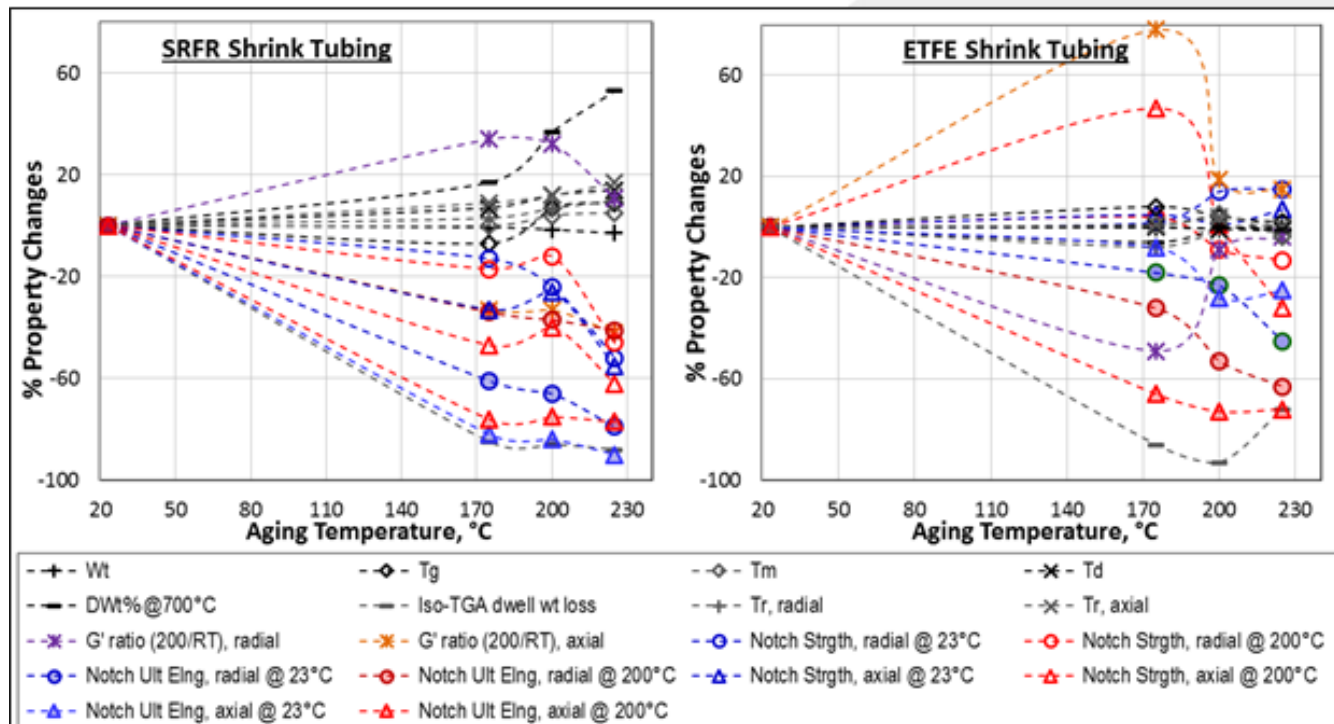 SRFR Shrink Tubing
ETFE Shrink Tubing
% Property Changes
60
20
-20
-60
-100
20 50 80 110 140 170 200 230
Aging Temperature, °C
% Property Changes
60
20
-20
-60
-100
20 50 80 110 140 170 200 230
Aging Temperature, °C
Wt Tg Tm Td
DWt% @700°C Iso-TGA dwell wt loss Tr, radial Tr, axial
G' ratio (200/RT), radial G' ratio (200/RT), axial Notch Strgth, radial @ 23°C Notch Strgth, radial @ 200°C
Notch Ult Elng, radial @ 23°C Notch Ult Elng, radial @ 200°C Notch Strgth, axial @ 23°C Notch Strgth, axial @ 200°C
Notch Ult Elng, axial @ 23°C Notch Ult Elng, axial @ 200°C